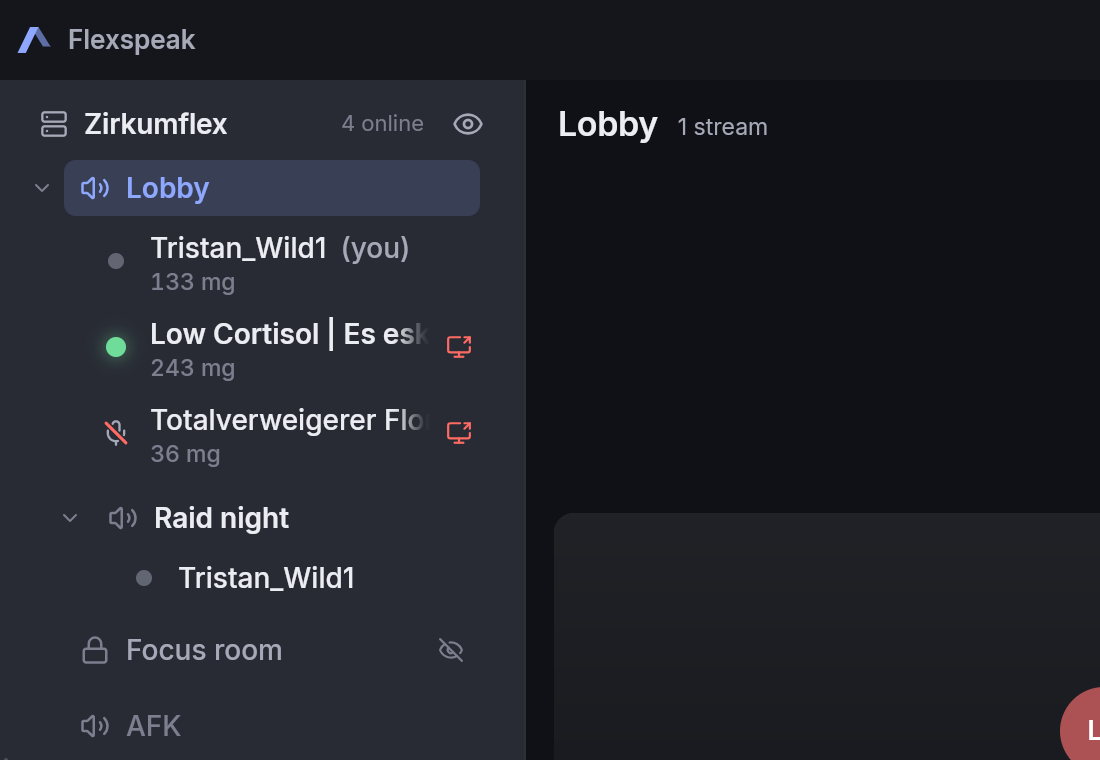 Flexspeak
Zirkumflex 4 online
Lobby 1 stream
Lobby
Tristan_Wild1 (you)
133 mg
Low Cortisol | Es esk
243 mg
Totalverweigerer Flo
36 mg
Raid night
Tristan_Wild1
Focus room
AFK
L